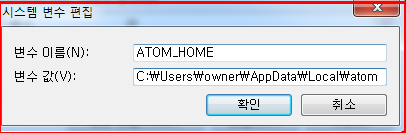 시스템 변수 편집
변수 이름(N):
ATOM_HOME
변수 값(V):
C:₩Users₩owner₩AppData₩Local₩atom
확인
취소